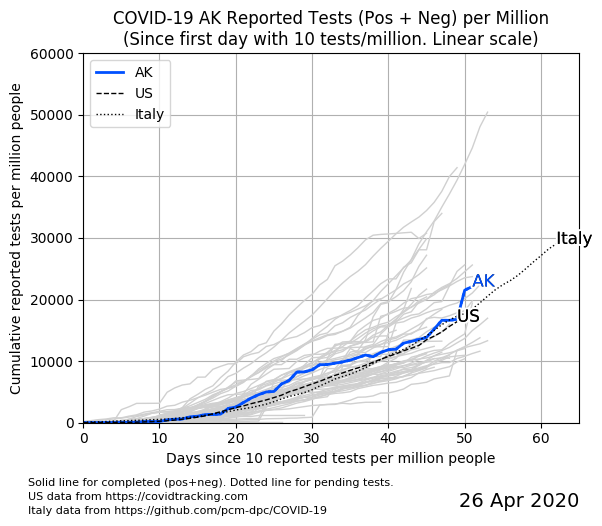 COVID-19 AK Reported Tests (Pos + Neg) per Million
(Since first day with 10 tests/million. Linear scale)
Cumulative reported tests per million people
60000
50000
40000
30000
20000
10000
0
AK
US
Italy
Italy
AK
US
0 10 20 30 40 50 60
Days since 10 reported tests per million people
Solid line for completed (pos+neg). Dotted line for pending tests.
US data from https://covidtracking.com
Italy data from https://github.com/pcm-dpc/COVID-19
26 Apr 2020